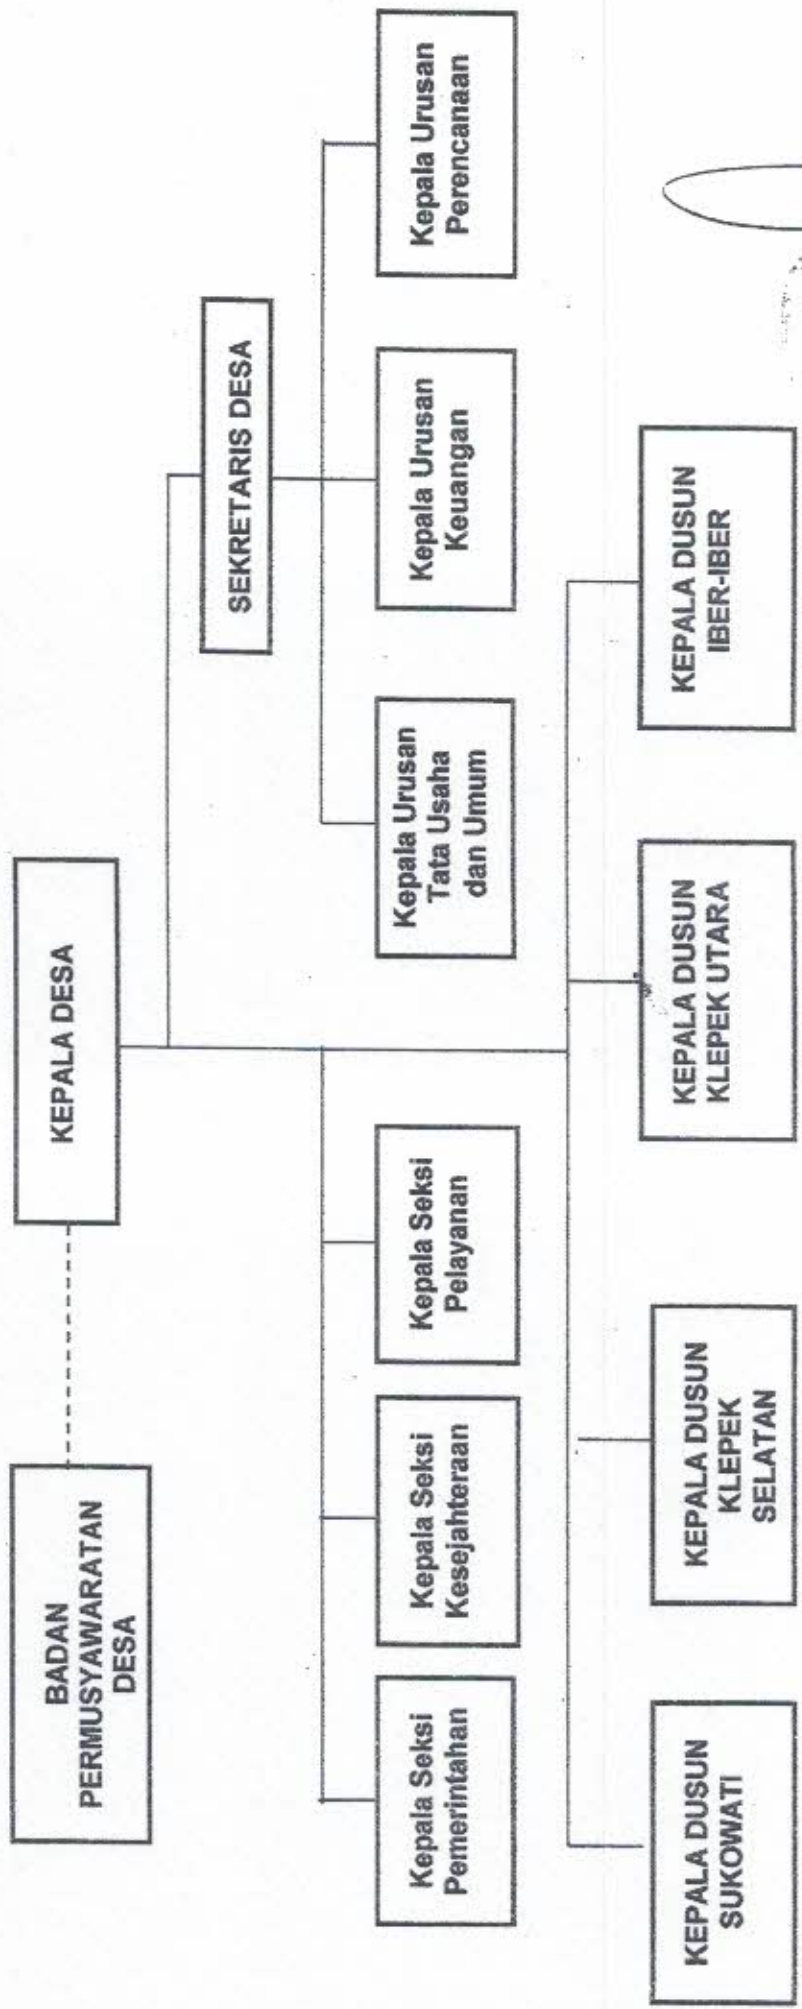 BADAN
PERMUSYAWARATAN
DESA
KEPALA DESA
SEKRETARIS DESA
Kepala Seksi
Pemerintahan
Kepala Seksi
Kesejahteraan
Kepala Seksi
Pelayanan
Kepala Urusan
Tata Usaha
dan Umum
Kepala Urusan
Keuangan
Kepala Urusan
Perencanaan
KEPALA DUSUN
SUKOWATI
KEPALA DUSUN
KLEPEK
SELATAN
KEPALA DUSUN
KLEPEK UTARA
KEPALA DUSUN
IBER-IBER